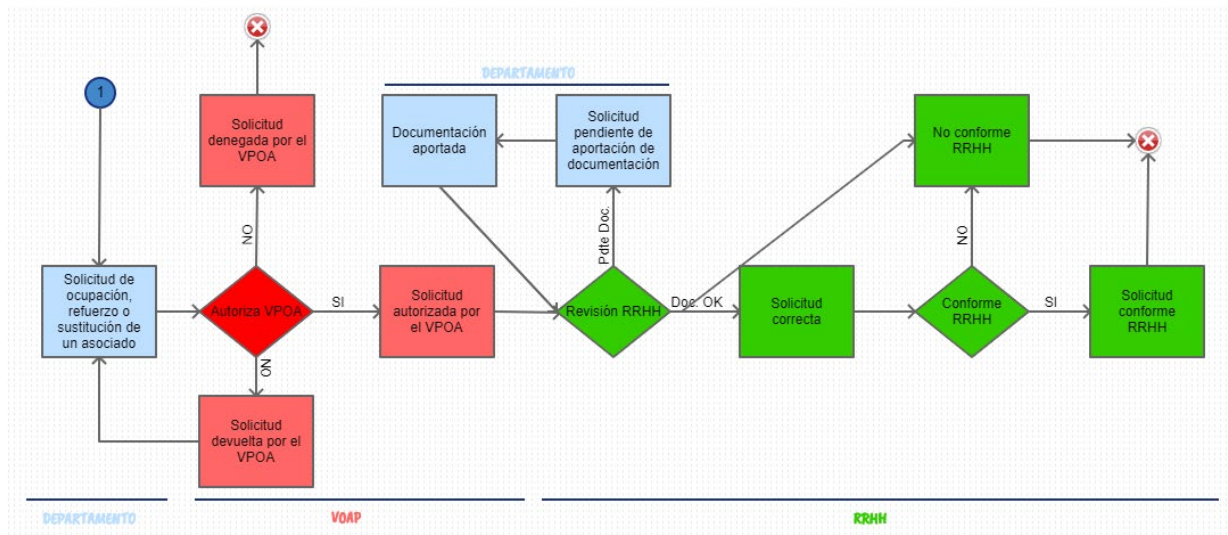 DEPARTAMENTO
1
Solicitud
denegada por el
VPOA
Documentación
aportada
Solicitud
pendiente de
aportación de
documentación
No conforme
RRHH
NO
Pdte Doc.
NO
Solicitud de
ocupación,
refuerzo o
sustitución de
un asociado
Autoriza VPOA
SI
Solicitud
autorizada por
el VPOA
Revisión RRHH
Doc. OK
Solicitud
correcta
Conforme
RRHH
SI
Solicitud
conforme
RRHH
NO
Solicitud
devuelta por el
VPOA
DEPARTAMENTO
VOAP
RRHH